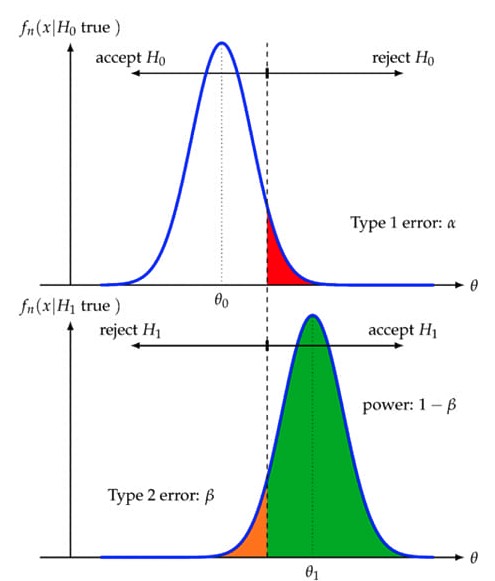 fₙ(x|H₀ true )
accept H₀
reject H₀
Type 1 error: α
θ
θ₀
fₙ(x|H₁ true )
reject H₁
accept H₁
power: 1 − β
Type 2 error: β
θ
θ₁